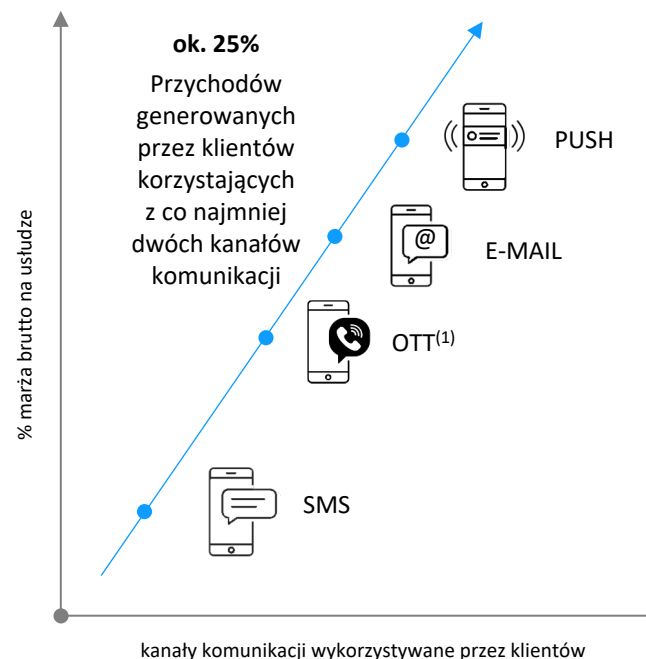 ok. 25%
Przychodów
generowanych
przez klientów
korzystających
z co najmniej
dwóch kanałów
komunikacji
PUSH
@
E-MAIL
OTT(1)
SMS
% marża brutto na usłudze
kanały komunikacji wykorzystywane przez klientów